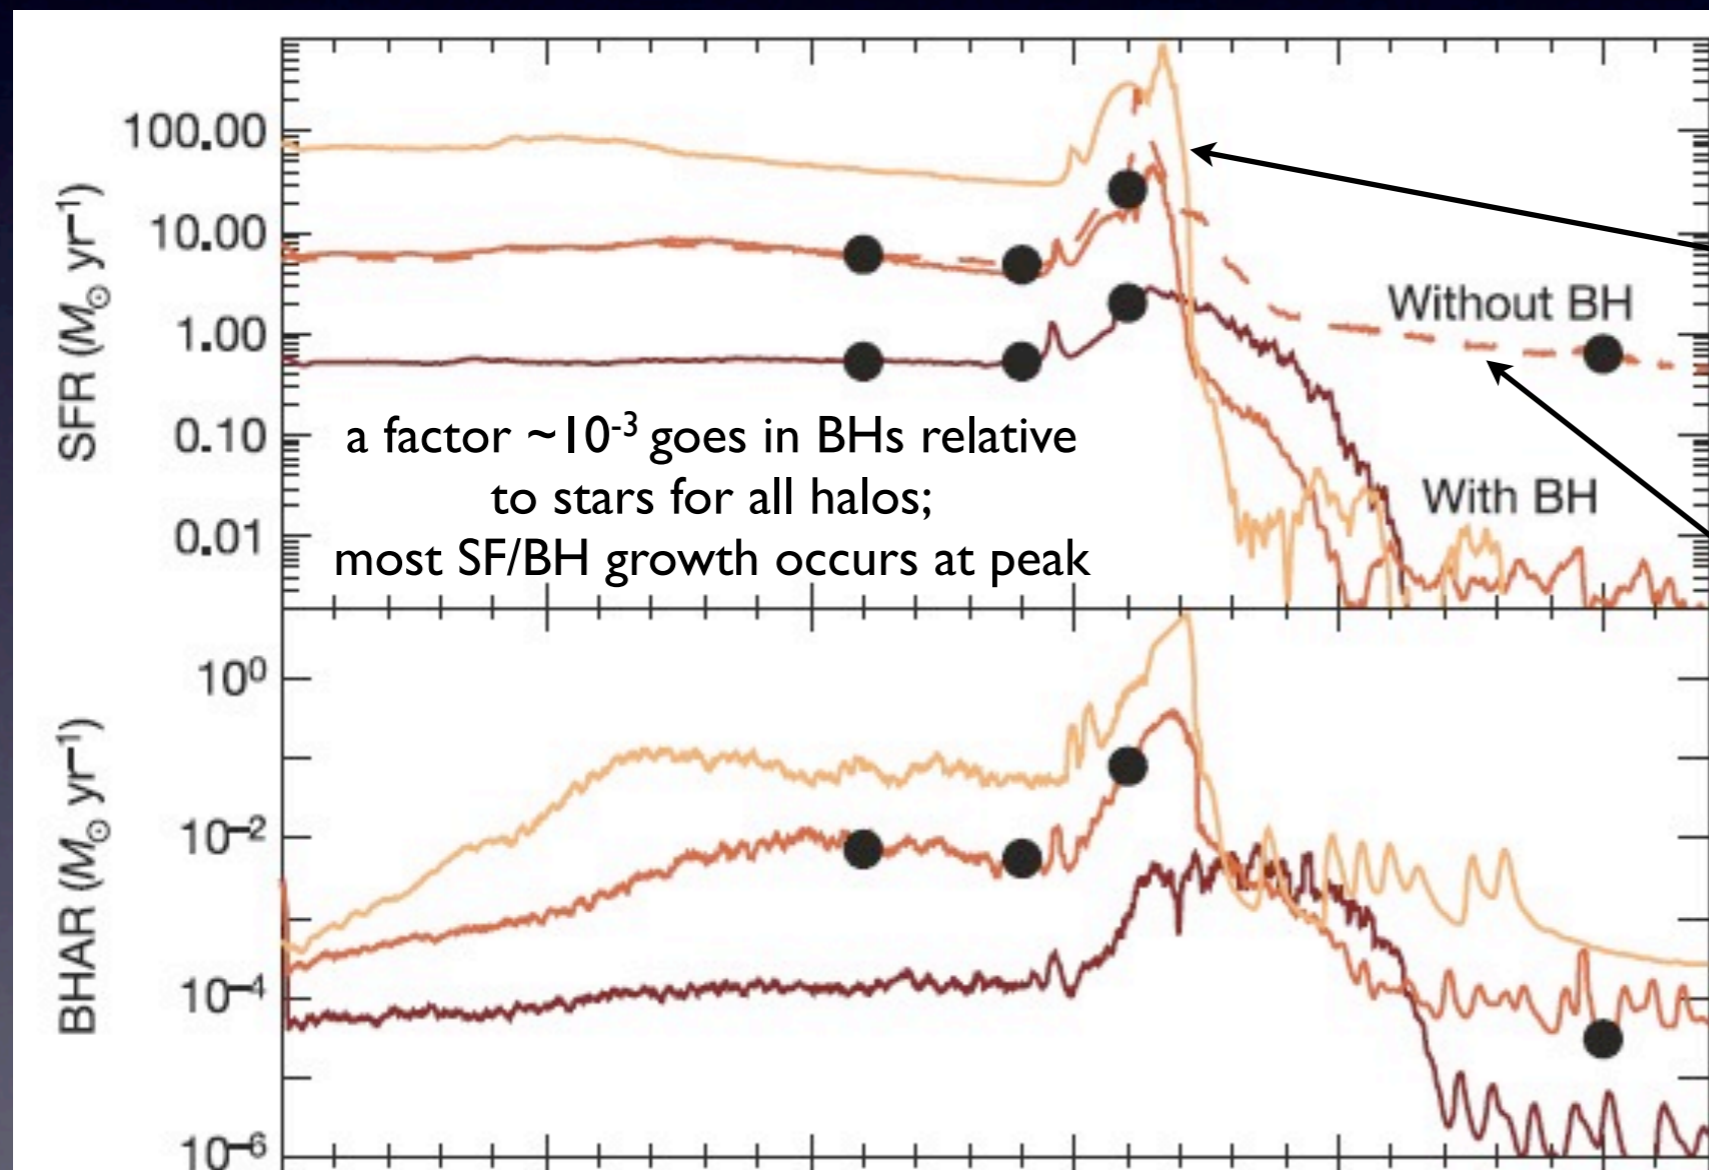 SFR (M⊙ yr⁻¹)
100.00
10.00
1.00
0.10
0.01
Without BH
With BH
a factor ~10⁻³ goes in BHs relative
to stars for all halos;
most SF/BH growth occurs at peak
BHAR (M⊙ yr⁻¹)
10⁰
10⁻²
10⁻⁴
10⁻⁶